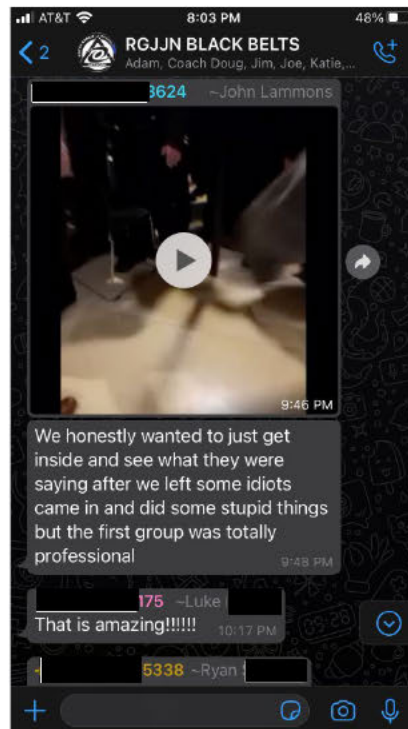 AT&T 8:03 PM 48%
2 RGJJN BLACK BELTS
Adam, Coach Doug, Jim, Joe, Katie,...
3624 ~John Lammons
9:46 PM
We honestly wanted to just get
inside and see what they were
saying after we left some idiots
came in and did some stupid things
but the first group was totally
professional
9:48 PM
175 ~Luke
That is amazing!!!!!! 10:17 PM
5338 ~Ryan